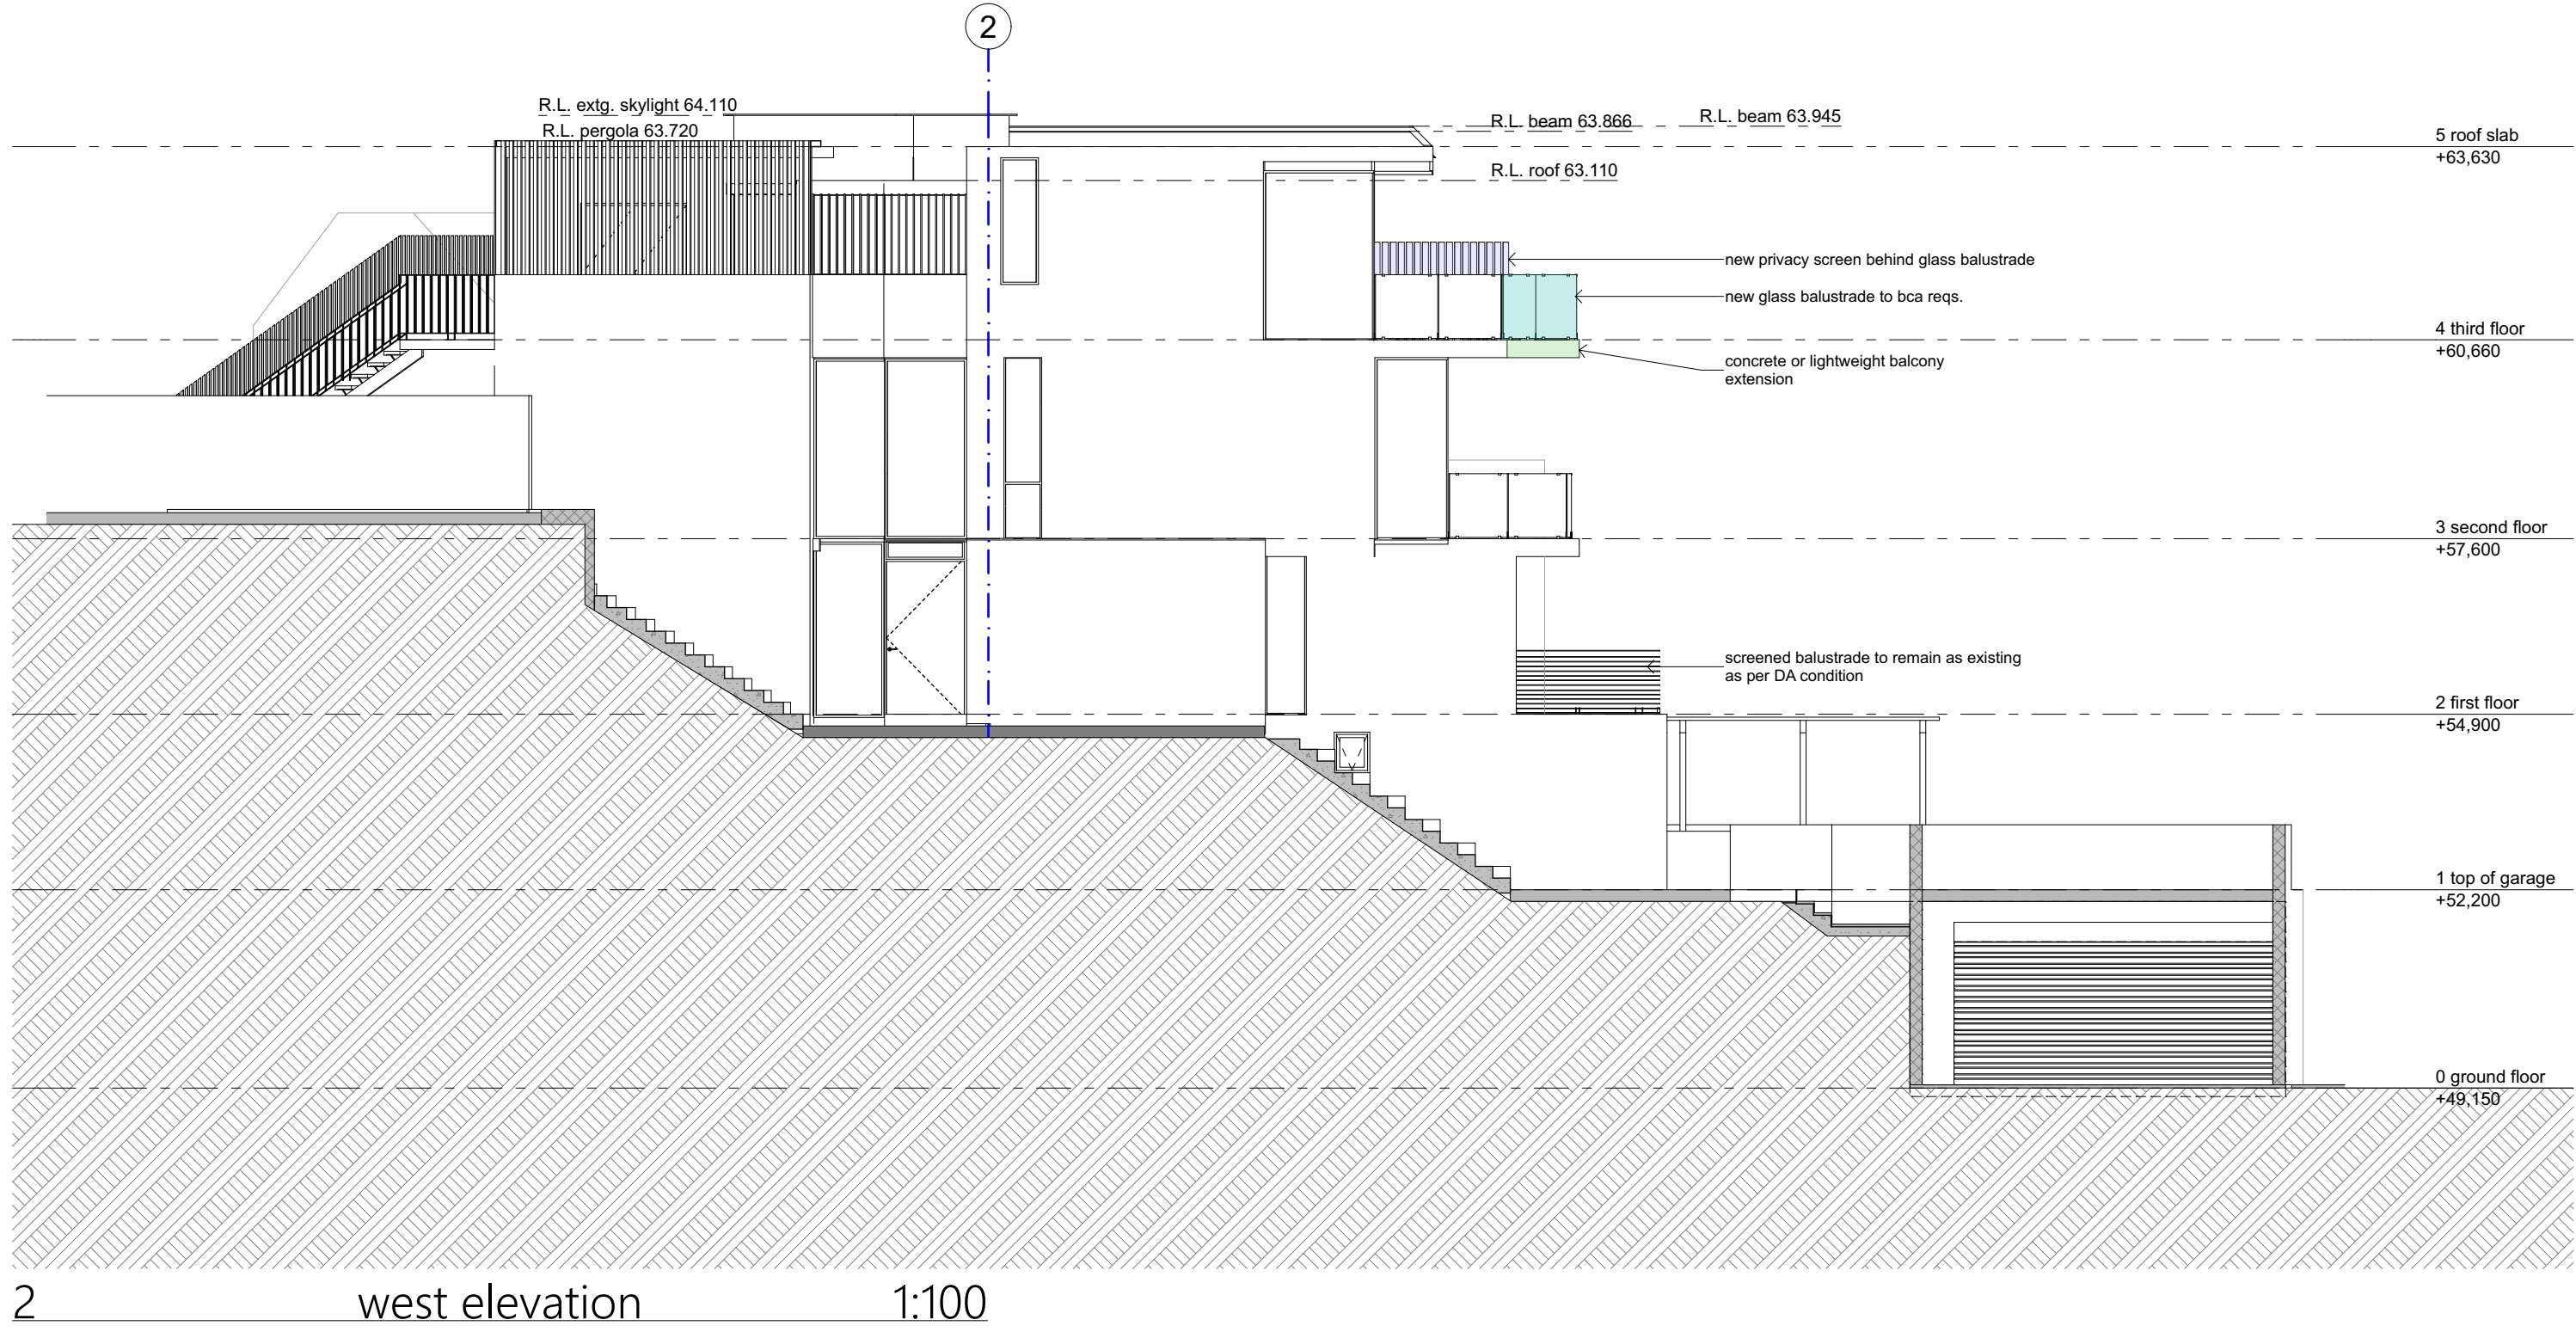 2
R.L. extg. skylight 64.110
R.L. pergola 63.720
R.L. beam 63.866
R.L. beam 63.945
R.L. roof 63.110
5 roof slab
+63,630
new privacy screen behind glass balustrade
new glass balustrade to bca reqs.
4 third floor
+60,660
concrete or lightweight balcony
extension
3 second floor
+57,600
screened balustrade to remain as existing
as per DA condition
2 first floor
+54,900
1 top of garage
+52,200
0 ground floor
+49,150
2 west elevation 1:100